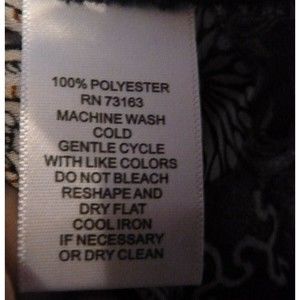 100% POLYESTER
RN 73163
MACHINE WASH
COLD
GENTLE CYCLE
WITH LIKE COLORS
DO NOT BLEACH
RESHAPE AND
DRY FLAT
COOL IRON
IF NECESSARY
OR DRY CLEAN